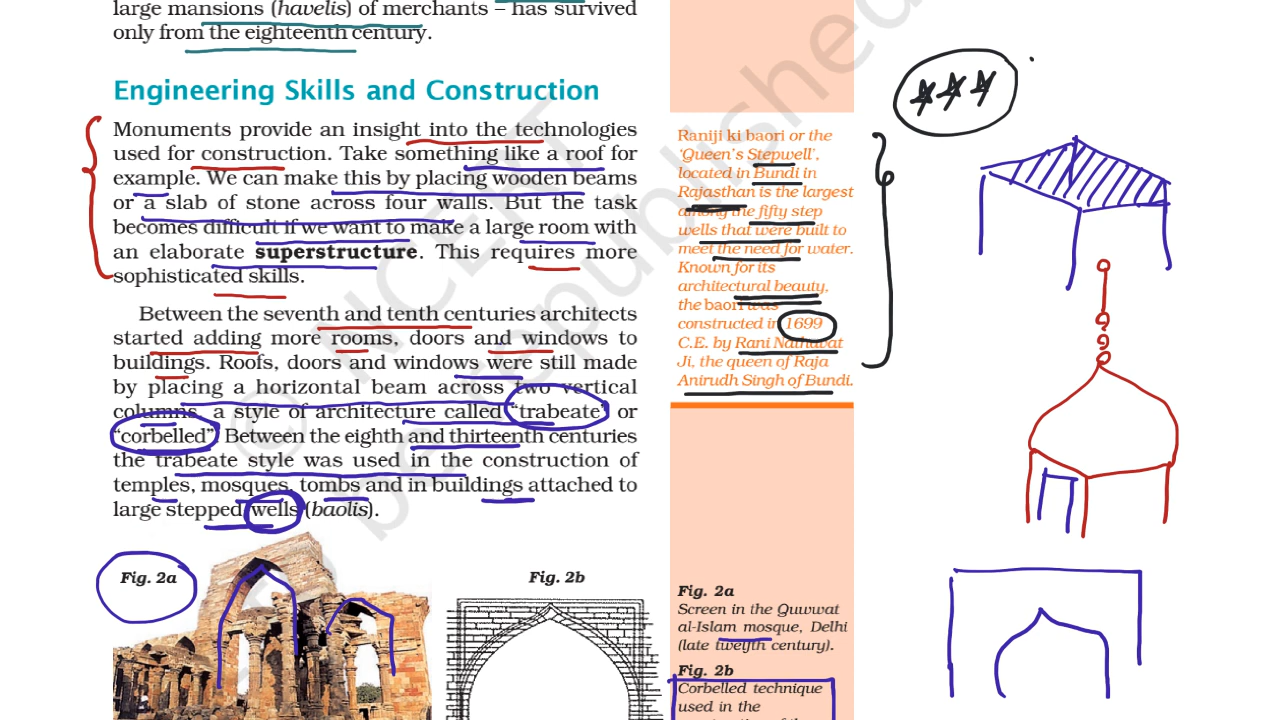 large mansions (havelis) of merchants – has survived
only from the eighteenth century.
Engineering Skills and Construction
Monuments provide an insight into the technologies
used for construction. Take something like a roof for
example. We can make this by placing wooden beams
or a slab of stone across four walls. But the task
becomes difficult if we want to make a large room with
an elaborate superstructure. This requires more
sophisticated skills.
Between the seventh and tenth centuries architects
started adding more rooms, doors and windows to
buildings. Roofs, doors and windows were still made
by placing a horizontal beam across two vertical
columns, a style of architecture called “trabeate” or
“corbelled”. Between the eighth and thirteenth centuries
the trabeate style was used in the construction of
temples, mosques, tombs and in buildings attached to
large stepped wells (baolis).
Fig. 2a
Fig. 2b
Raniji ki baori or the
‘Queen’s Stepwell’,
located in Bundi in
Rajasthan is the largest
among the fifty step
wells that were built to
meet the need for water.
Known for its
architectural beauty,
the baori was
constructed in 1699
C.E. by Rani Nathavat
Ji, the queen of Raja
Anirudh Singh of Bundi.
Fig. 2a
Screen in the Quwwat
al-Islam mosque, Delhi
(late twelfth century).
Fig. 2b
Corbelled technique
used in the
© NCERT
be republished